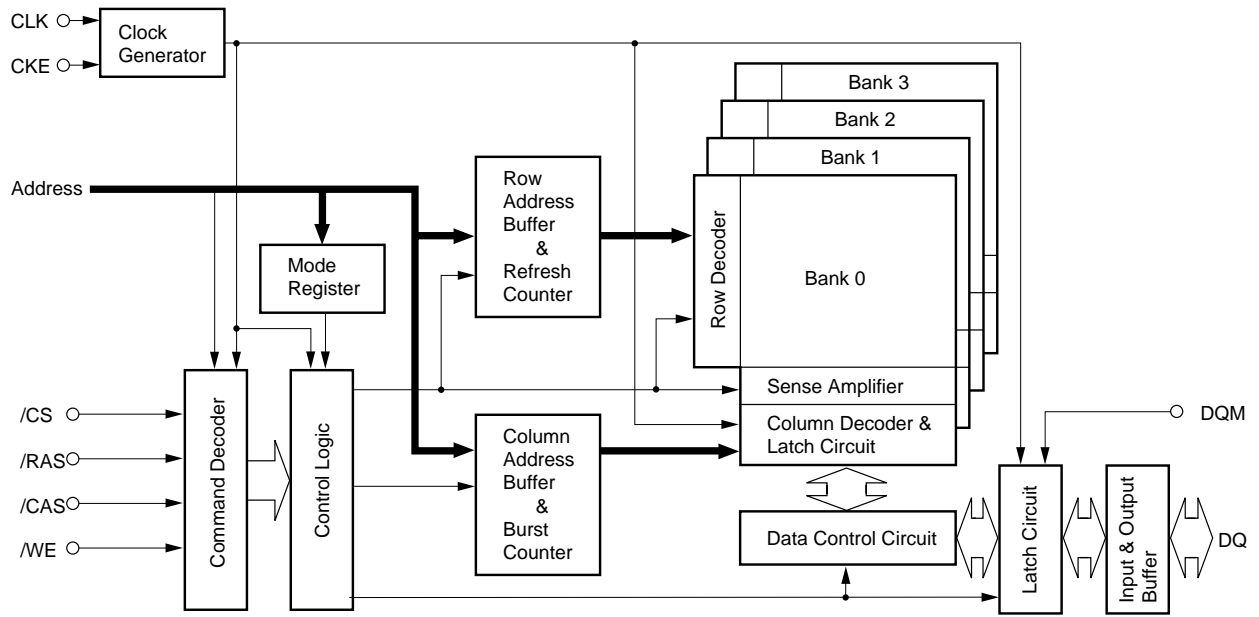 CLK
CKE
Clock
Generator
Bank 3
Bank 2
Bank 1
Address
Row
Address
Buffer
&
Refresh
Counter
Row Decoder
Bank 0
Mode
Register
Sense Amplifier
Column Decoder &
Latch Circuit
/CS
/RAS
/CAS
/WE
Command Decoder
Control Logic
Column
Address
Buffer
&
Burst
Counter
DQM
Data Control Circuit
Latch Circuit
Input & Output
Buffer
DQ